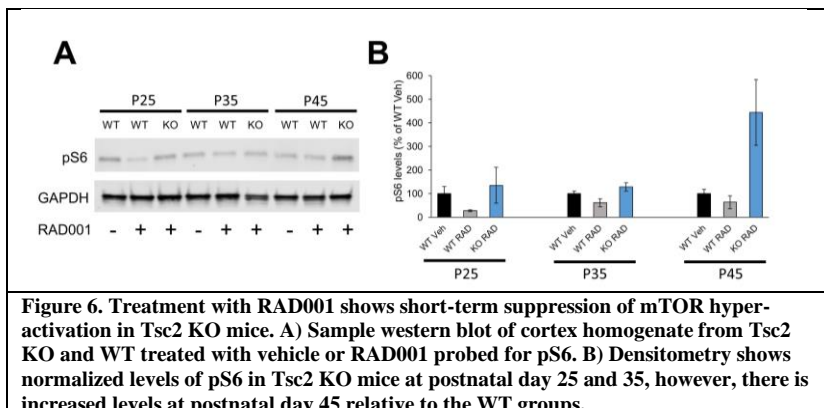 A
B
P25 P35 P45
WT WT KO WT WT KO WT WT KO
pS6
GAPDH
RAD001 - + + - + + - + +
pS6 levels (% of WT Veh)
600
500
400
300
200
100
0
WT Veh WT RAD KO RAD WT Veh WT RAD KO RAD WT Veh WT RAD KO RAD
P25 P35 P45
Figure 6. Treatment with RAD001 shows short-term suppression of mTOR hyper-
activation in Tsc2 KO mice. A) Sample western blot of cortex homogenate from Tsc2
KO and WT treated with vehicle or RAD001 probed for pS6. B) Densitometry shows
normalized levels of pS6 in Tsc2 KO mice at postnatal day 25 and 35, however, there is
increased levels at postnatal day 45 relative to the WT groups.